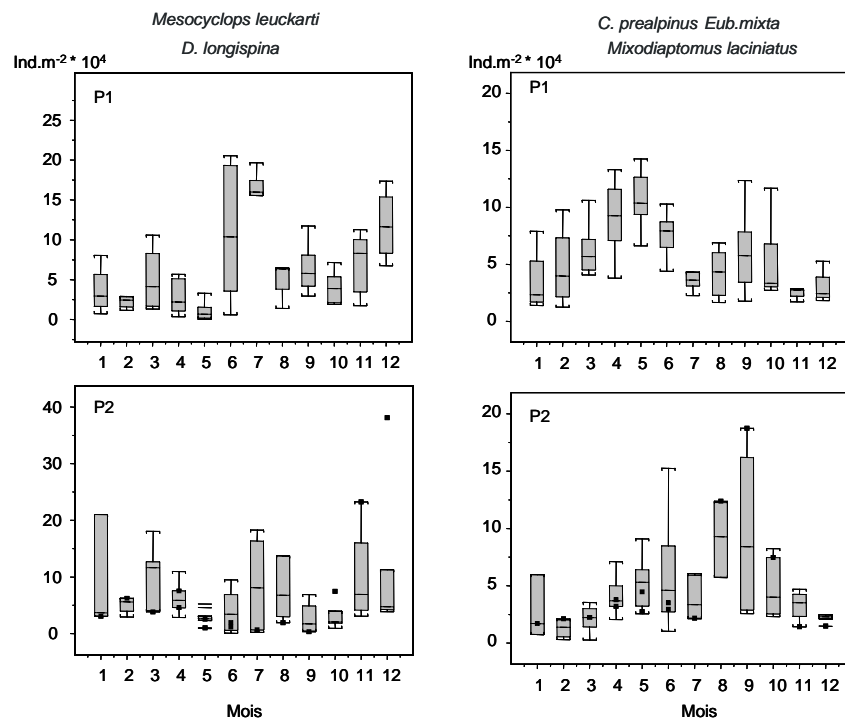 Mesocyclops leuckarti
D. longispina
C. prealpinus Eub.mixta
Mixodiaptomus laciniatus
Ind.m-2 * 104
P1
25
20
15
10
5
0
1 2 3 4 5 6 7 8 9 10 11 12
Ind.m-2 * 104
P1
20
15
10
5
0
1 2 3 4 5 6 7 8 9 10 11 12
P2
40
30
20
10
0
1 2 3 4 5 6 7 8 9 10 11 12
Mois
P2
20
15
10
5
0
1 2 3 4 5 6 7 8 9 10 11 12
Mois